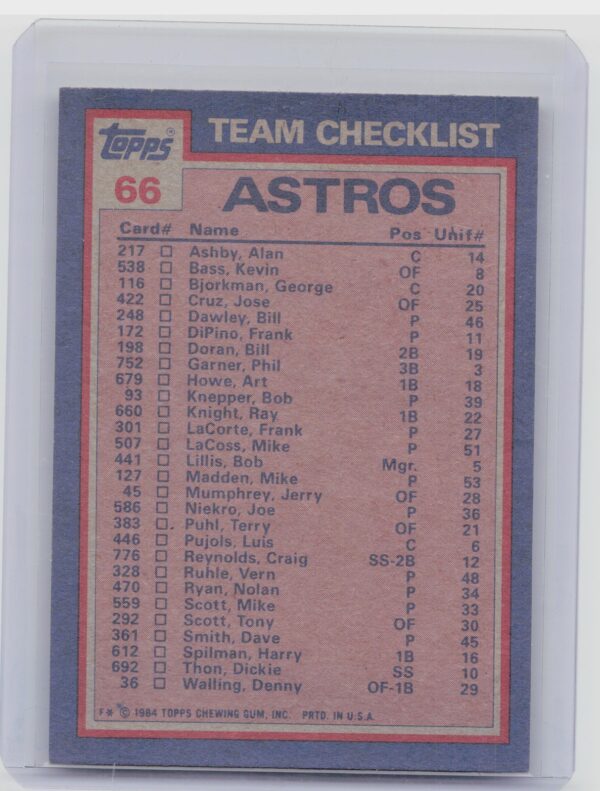 Topps®
TEAM CHECKLIST
66
ASTROS
Card# Name Pos Unif#
217 ☐ Ashby, Alan C 14
538 ☐ Bass, Kevin OF 8
116 ☐ Bjorkman, George C 20
422 ☐ Cruz, Jose OF 25
248 ☐ Dawley, Bill P 46
172 ☐ DiPino, Frank P 11
198 ☐ Doran, Bill 2B 19
752 ☐ Garner, Phil 3B 3
679 ☐ Howe, Art 1B 18
93 ☐ Knepper, Bob P 39
660 ☐ Knight, Ray 1B 22
301 ☐ LaCorte, Frank P 27
507 ☐ LaCoss, Mike P 51
441 ☐ Lillis, Bob Mgr. 5
127 ☐ Madden, Mike P 53
45 ☐ Mumphrey, Jerry OF 28
586 ☐ Niekro, Joe P 36
383 ☐ Puhl, Terry OF 21
446 ☐ Pujols, Luis C 6
776 ☐ Reynolds, Craig SS-2B 12
328 ☐ Ruhle, Vern P 48
470 ☐ Ryan, Nolan P 34
559 ☐ Scott, Mike P 33
292 ☐ Scott, Tony OF 30
361 ☐ Smith, Dave P 45
612 ☐ Spilman, Harry 1B 16
692 ☐ Thon, Dickie SS 10
36 ☐ Walling, Denny OF-1B 29
F* © 1984 TOPPS CHEWING GUM, INC. PRTD. IN U.S.A.